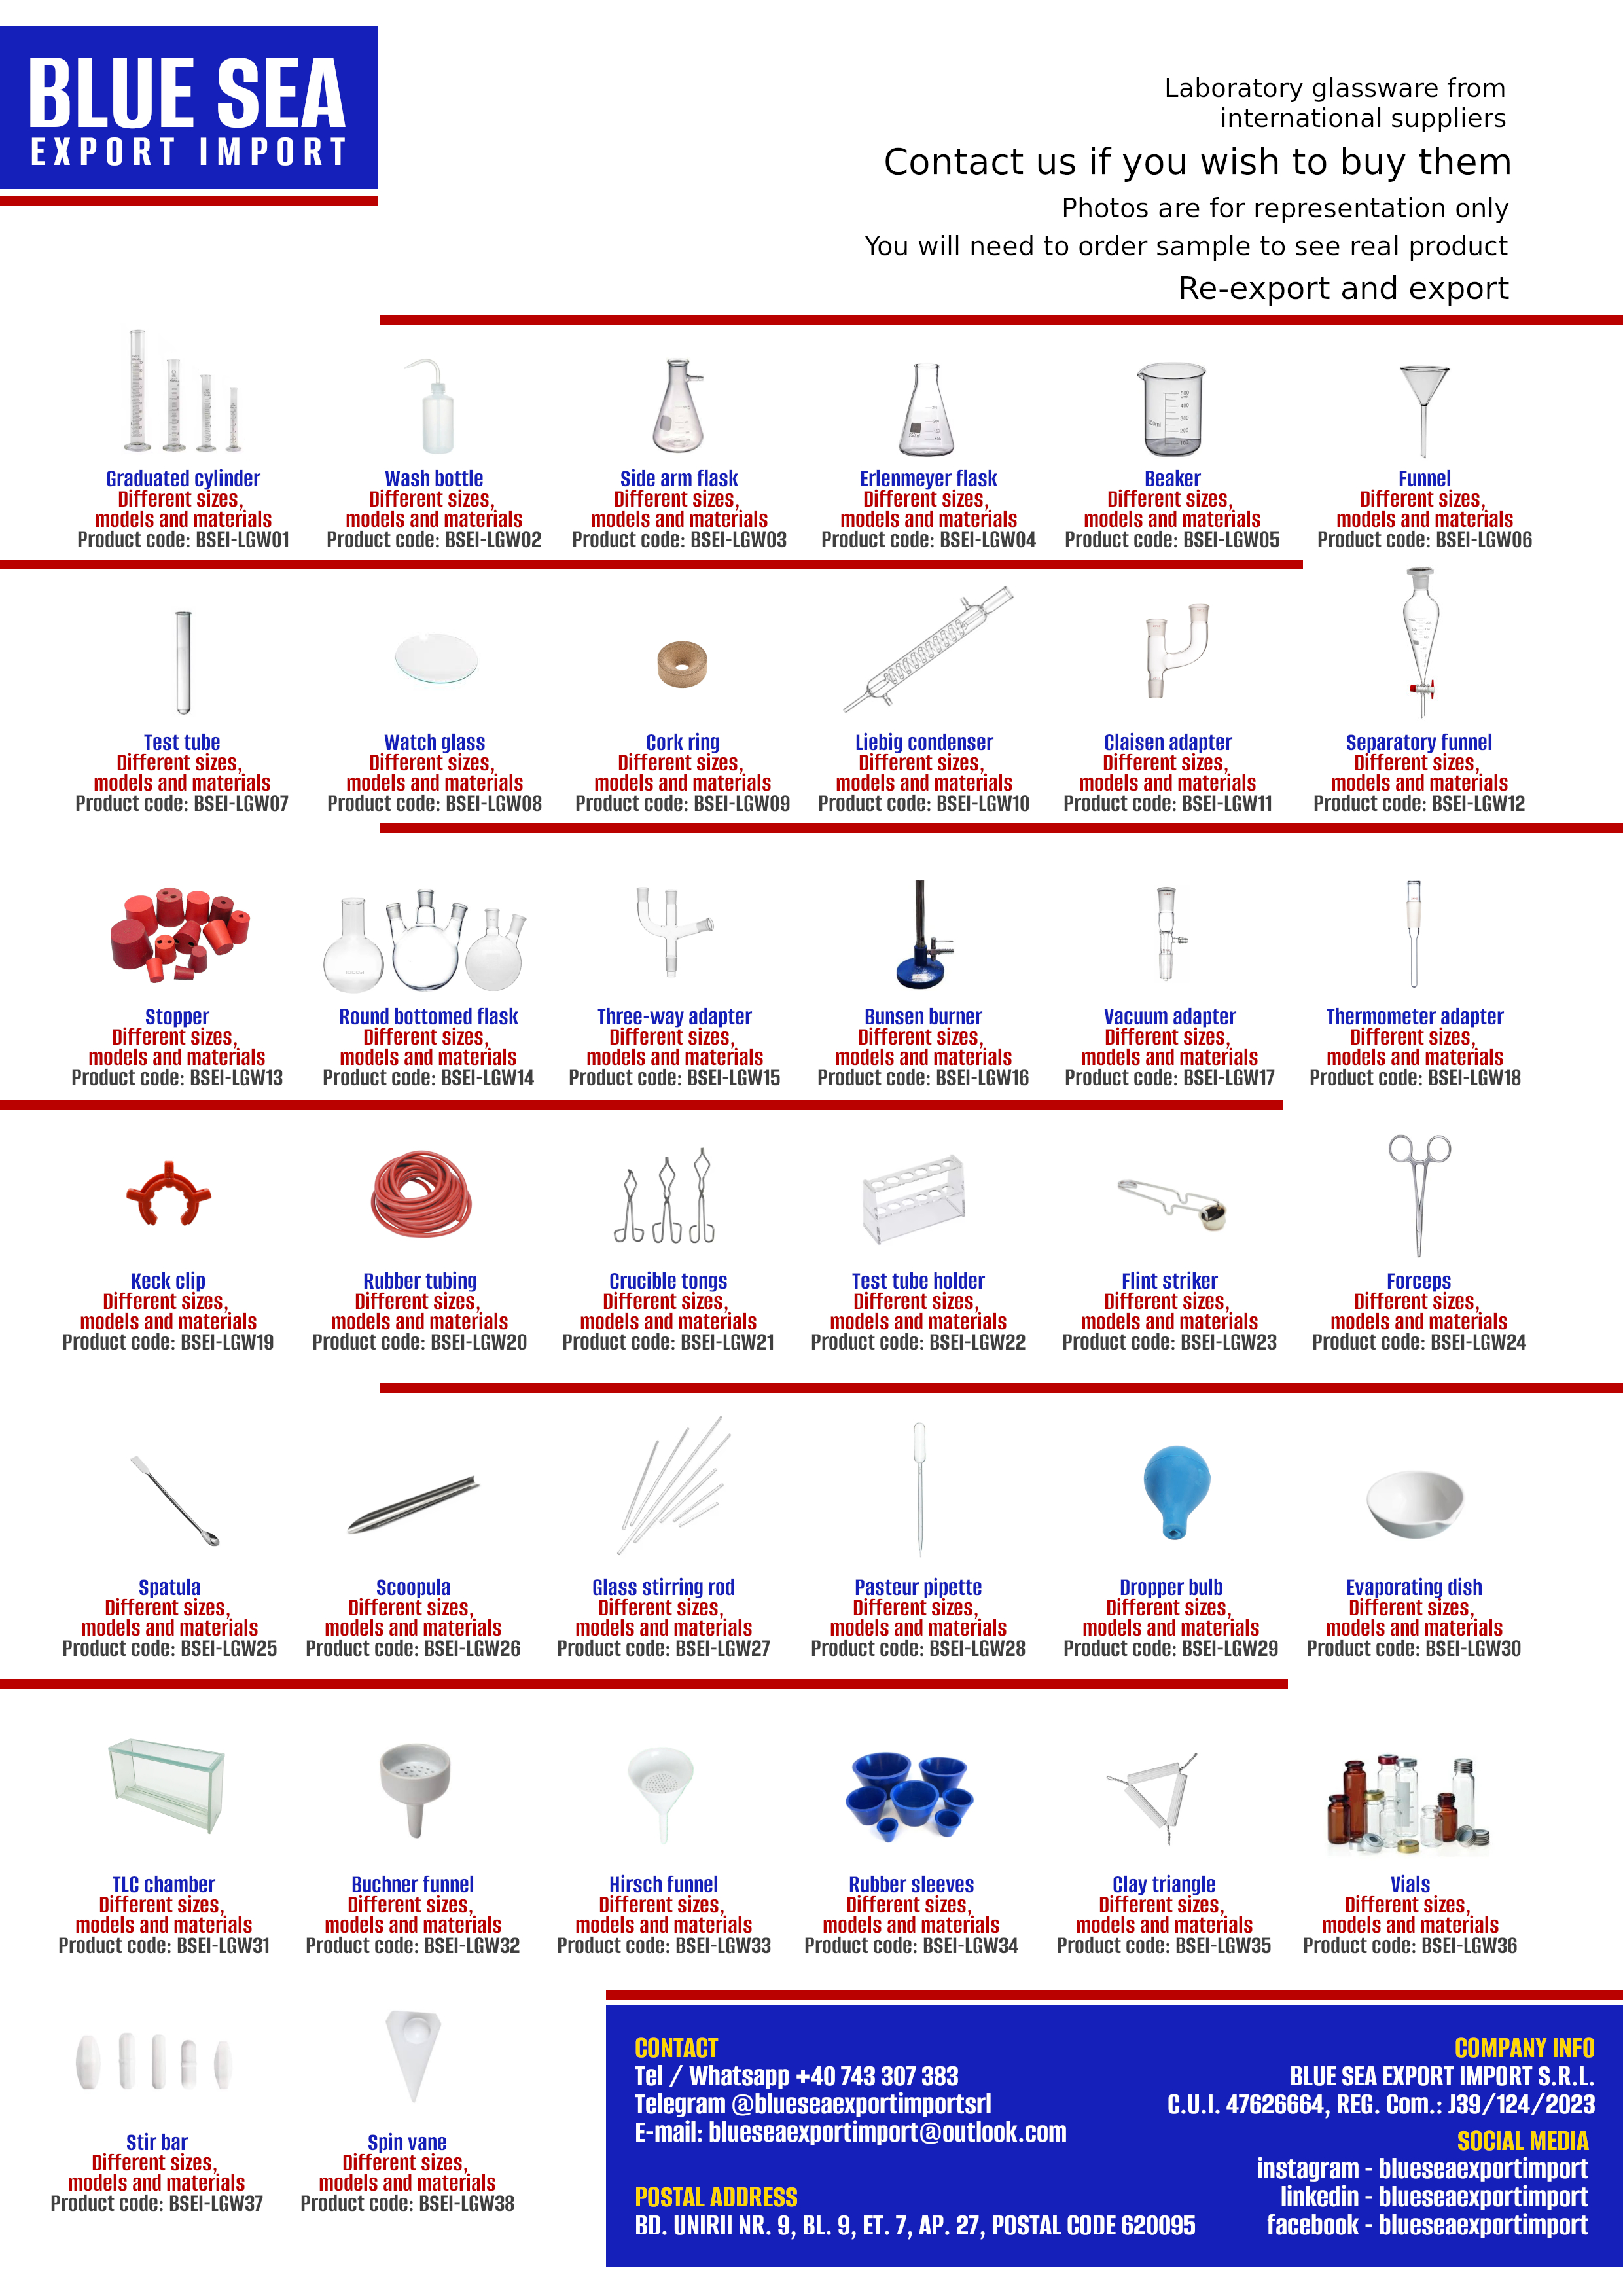 BLUE SEA
EXPORT IMPORT
Laboratory glassware from
international suppliers
Contact us if you wish to buy them
Photos are for representation only
You will need to order sample to see real product
Re-export and export
Graduated cylinder
Different sizes,
models and materials
Product code: BSEI-LGW01
Wash bottle
Different sizes,
models and materials
Product code: BSEI-LGW02
Side arm flask
Different sizes,
models and materials
Product code: BSEI-LGW03
Erlenmeyer flask
Different sizes,
models and materials
Product code: BSEI-LGW04
Beaker
Different sizes,
models and materials
Product code: BSEI-LGW05
Funnel
Different sizes,
models and materials
Product code: BSEI-LGW06
Test tube
Different sizes,
models and materials
Product code: BSEI-LGW07
Watch glass
Different sizes,
models and materials
Product code: BSEI-LGW08
Cork ring
Different sizes,
models and materials
Product code: BSEI-LGW09
Liebig condenser
Different sizes,
models and materials
Product code: BSEI-LGW10
Claisen adapter
Different sizes,
models and materials
Product code: BSEI-LGW11
Separatory funnel
Different sizes,
models and materials
Product code: BSEI-LGW12
Stopper
Different sizes,
models and materials
Product code: BSEI-LGW13
Round bottomed flask
Different sizes,
models and materials
Product code: BSEI-LGW14
Three-way adapter
Different sizes,
models and materials
Product code: BSEI-LGW15
Bunsen burner
Different sizes,
models and materials
Product code: BSEI-LGW16
Vacuum adapter
Different sizes,
models and materials
Product code: BSEI-LGW17
Thermometer adapter
Different sizes,
models and materials
Product code: BSEI-LGW18
Keck clip
Different sizes,
models and materials
Product code: BSEI-LGW19
Rubber tubing
Different sizes,
models and materials
Product code: BSEI-LGW20
Crucible tongs
Different sizes,
models and materials
Product code: BSEI-LGW21
Test tube holder
Different sizes,
models and materials
Product code: BSEI-LGW22
Flint striker
Different sizes,
models and materials
Product code: BSEI-LGW23
Forceps
Different sizes,
models and materials
Product code: BSEI-LGW24
Spatula
Different sizes,
models and materials
Product code: BSEI-LGW25
Scoopula
Different sizes,
models and materials
Product code: BSEI-LGW26
Glass stirring rod
Different sizes,
models and materials
Product code: BSEI-LGW27
Pasteur pipette
Different sizes,
models and materials
Product code: BSEI-LGW28
Dropper bulb
Different sizes,
models and materials
Product code: BSEI-LGW29
Evaporating dish
Different sizes,
models and materials
Product code: BSEI-LGW30
TLC chamber
Different sizes,
models and materials
Product code: BSEI-LGW31
Buchner funnel
Different sizes,
models and materials
Product code: BSEI-LGW32
Hirsch funnel
Different sizes,
models and materials
Product code: BSEI-LGW33
Rubber sleeves
Different sizes,
models and materials
Product code: BSEI-LGW34
Clay triangle
Different sizes,
models and materials
Product code: BSEI-LGW35
Vials
Different sizes,
models and materials
Product code: BSEI-LGW36
Stir bar
Different sizes,
models and materials
Product code: BSEI-LGW37
Spin vane
Different sizes,
models and materials
Product code: BSEI-LGW38
CONTACT
Tel / Whatsapp +40 743 307 383
Telegram @blueseaexportimportsrl
E-mail: blueseaexportimport@outlook.com
POSTAL ADDRESS
BD. UNIRII NR. 9, BL. 9, ET. 7, AP. 27, POSTAL CODE 620095
COMPANY INFO
BLUE SEA EXPORT IMPORT S.R.L.
C.U.I. 47626664, REG. Com.: J39/124/2023
SOCIAL MEDIA
instagram - blueseaexportimport
linkedin - blueseaexportimport
facebook - blueseaexportimport